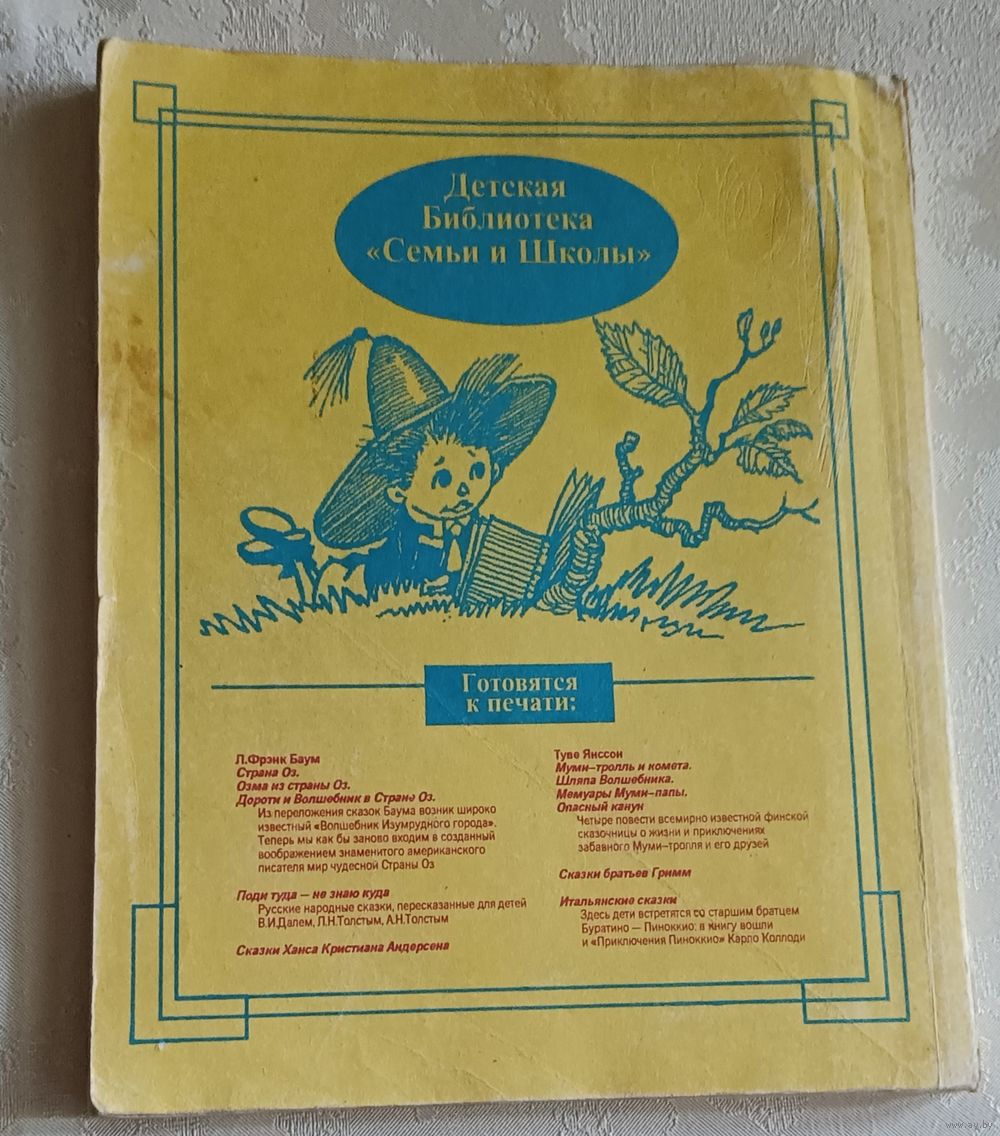 Детская
Библиотека
«Семьи и Школы»
Готовятся
к печати:
Л.Фрэнк Баум
Страна Оз.
Озма из страны Оз.
Дороти и Волшебник в Стране Оз.
Из переложения сказок Баума возник широко
известный «Волшебник Изумрудного города».
Теперь мы как бы заново входим в созданный
воображением знаменитого американского
писателя мир чудесной Страны Оз
Поди туда — не знаю куда
Русские народные сказки, пересказанные для детей
В.И.Далем, Л.Н.Толстым, А.Н.Толстым
Сказки Ханса Кристиана Андерсена
Туве Янссон
Муми–тролль и комета.
Шляпа Волшебника.
Мемуары Муми–папы.
Опасный канун
Четыре повести всемирно известной финской
сказочницы о жизни и приключениях
забавного Муми–тролля и его друзей
Сказки братьев Гримм
Итальянские сказки
Здесь дети встретятся со старшим братцем
Буратино — Пиноккио: в книгу вошли
и «Приключения Пиноккио» Карло Коллоди
www.ay.by